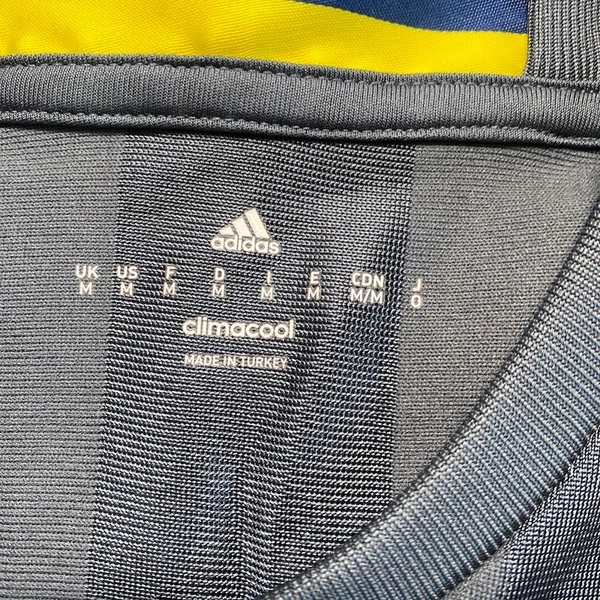 adidas
UK US F D I E CDN J
M M M M M M M/M O
climacool
MADE IN TURKEY